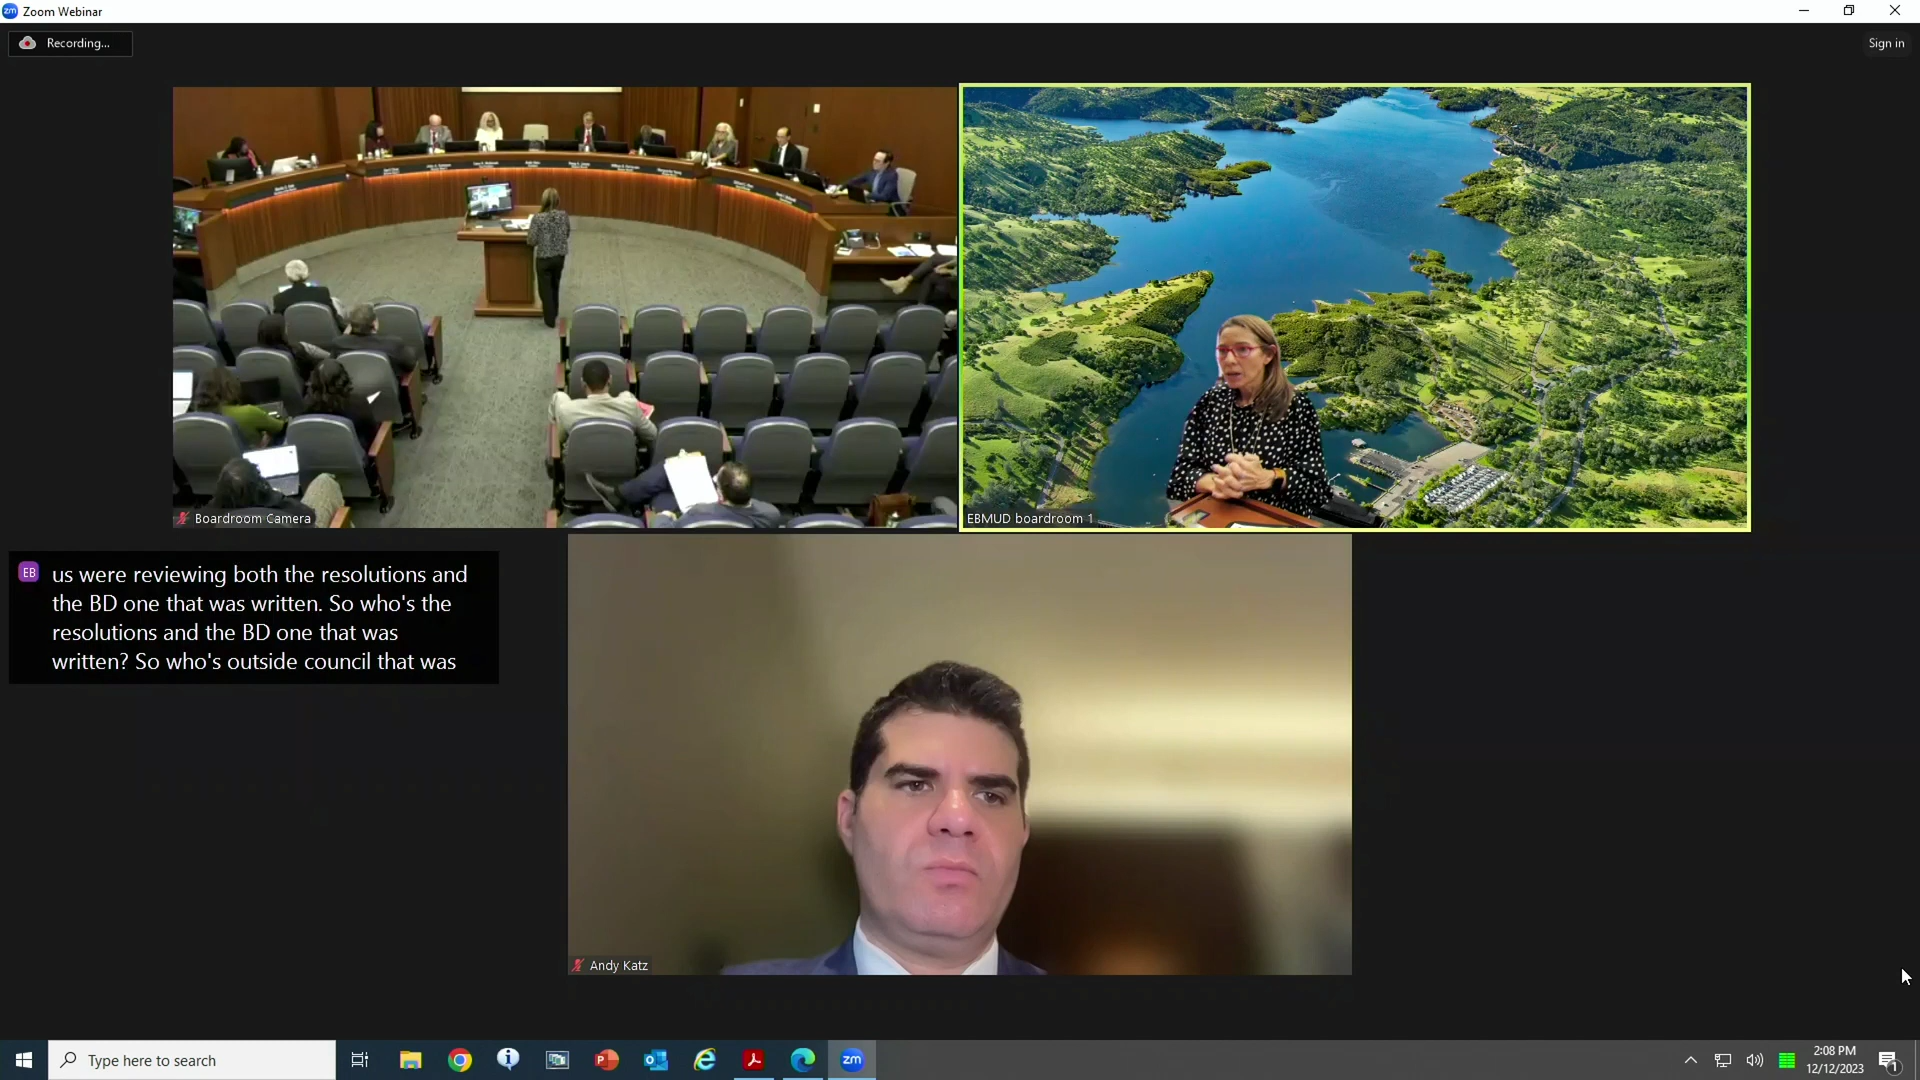 Zoom Webinar
Recording...
Sign in
Boardroom Camera
EBMUD boardroom 1
EB
us were reviewing both the resolutions and
the BD one that was written. So who's the
resolutions and the BD one that was
written? So who's outside council that was
Andy Katz
Type here to search
zm
2:08 PM
12/12/2023
1